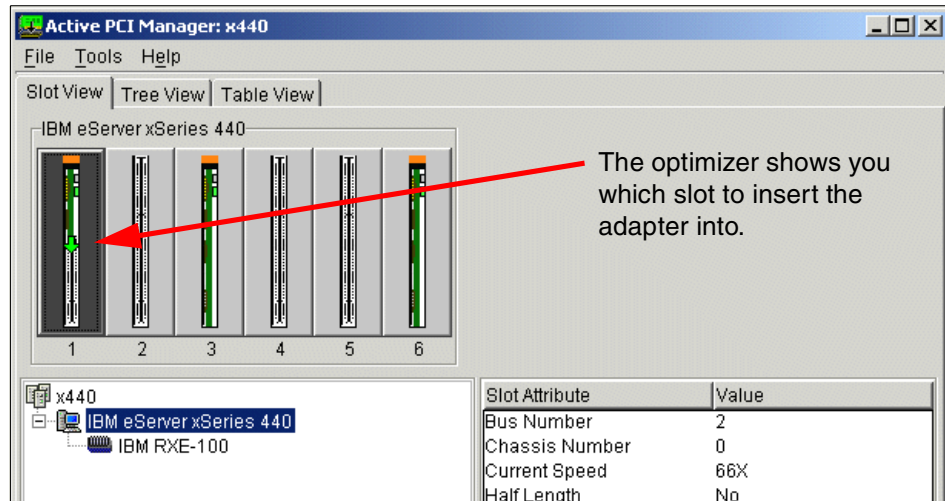 Active PCI Manager: x440
File Tools Help
Slot View Tree View Table View
IBM eServer xSeries 440
The optimizer shows you
which slot to insert the
adapter into.
1 2 3 4 5 6
x440
IBM eServer xSeries 440
IBM RXE-100
Slot Attribute Value
Bus Number 2
Chassis Number 0
Current Speed 66X
Half Length No